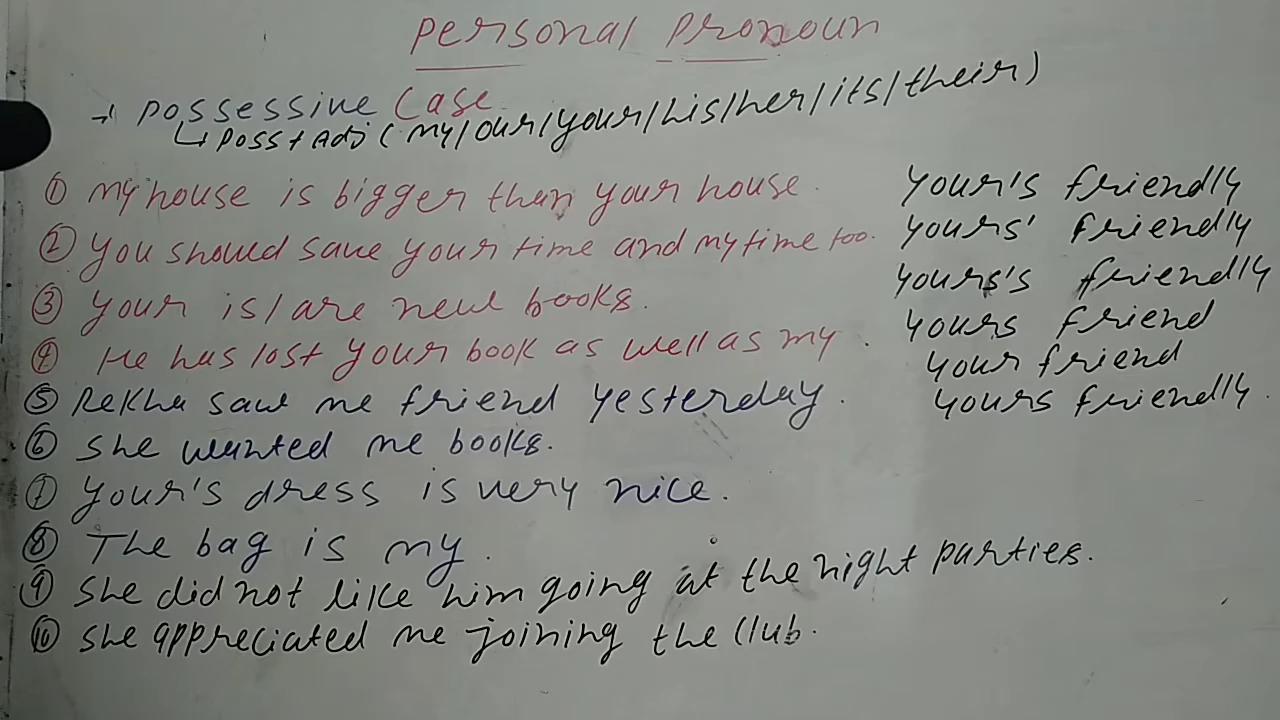 Personal Pronoun
→ Possessive Case
↳ Poss + Adj ( my/our/your/his/her/its/their)
① my house is bigger than your house.
② you should save your time and my time too.
③ your is/are new books.
④ He has lost your book as well as my.
⑤ Rekha saw me friend yesterday.
⑥ She wanted me books.
⑦ your's dress is very nice.
⑧ The bag is my.
⑨ She did not like him going at the night parties.
⑩ She appreciated me joining the club.
your's friendly
yours' friendly
yours's friendly
yours friend
your friend
yours friendly.